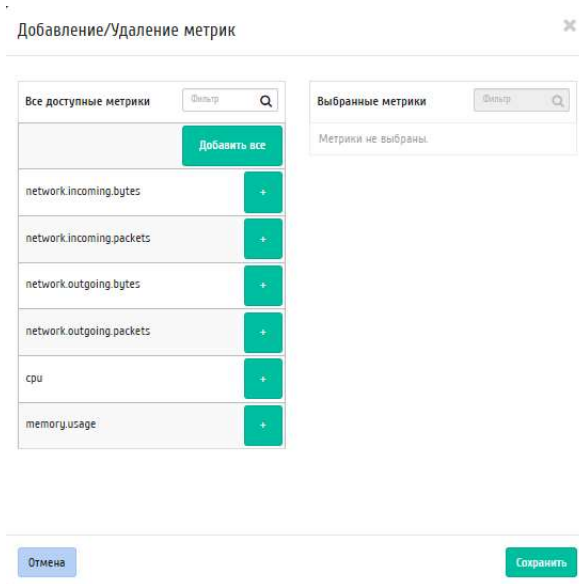 Добавление/Удаление метрик
Все доступные метрики
Фильтр
Добавить все
network.incoming.bytes
+
network.incoming.packets
+
network.outgoing.bytes
+
network.outgoing.packets
+
cpu
+
memory.usage
+
Выбранные метрики
Фильтр
Метрики не выбраны.
Отмена
Сохранить